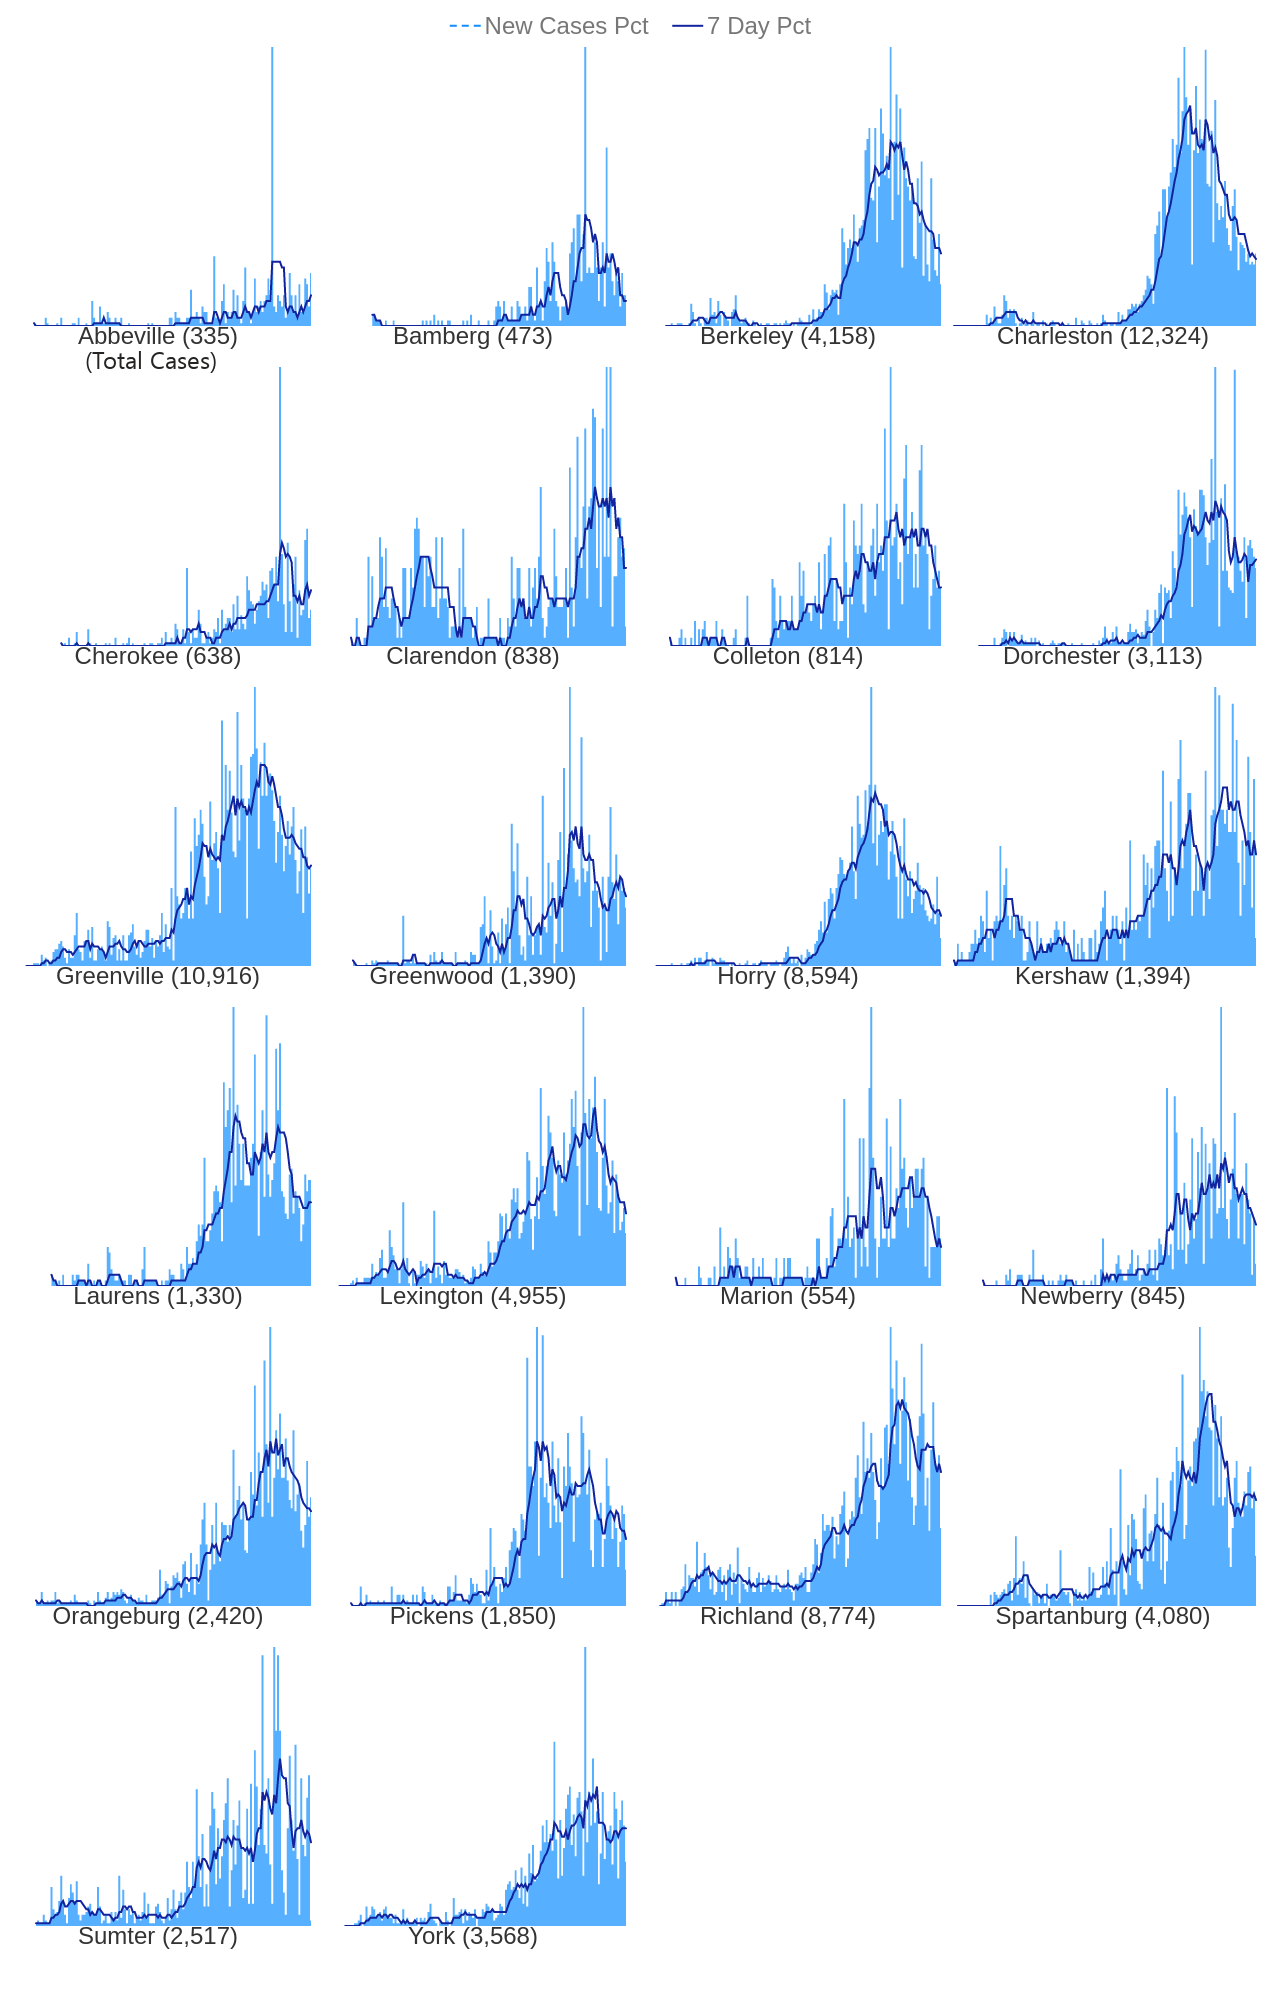 New Cases Pct 7 Day Pct
Abbeville (335) Bamberg (473) Berkeley (4,158) Charleston (12,324)
(Total Cases)
Cherokee (638) Clarendon (838) Colleton (814) Dorchester (3,113)
Greenville (10,916) Greenwood (1,390) Horry (8,594) Kershaw (1,394)
Laurens (1,330) Lexington (4,955) Marion (554) Newberry (845)
Orangeburg (2,420) Pickens (1,850) Richland (8,774) Spartanburg (4,080)
Sumter (2,517) York (3,568)